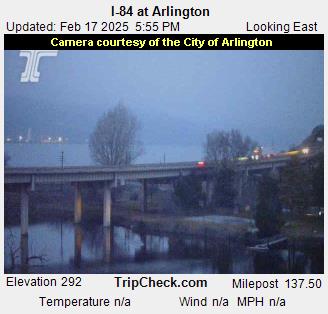 I-84 at Arlington
Updated: Feb 17 2025 5:55 PM Looking East
Camera courtesy of the City of Arlington
Elevation 292 TripCheck.com Milepost 137.50
Temperature n/a Wind n/a MPH n/a